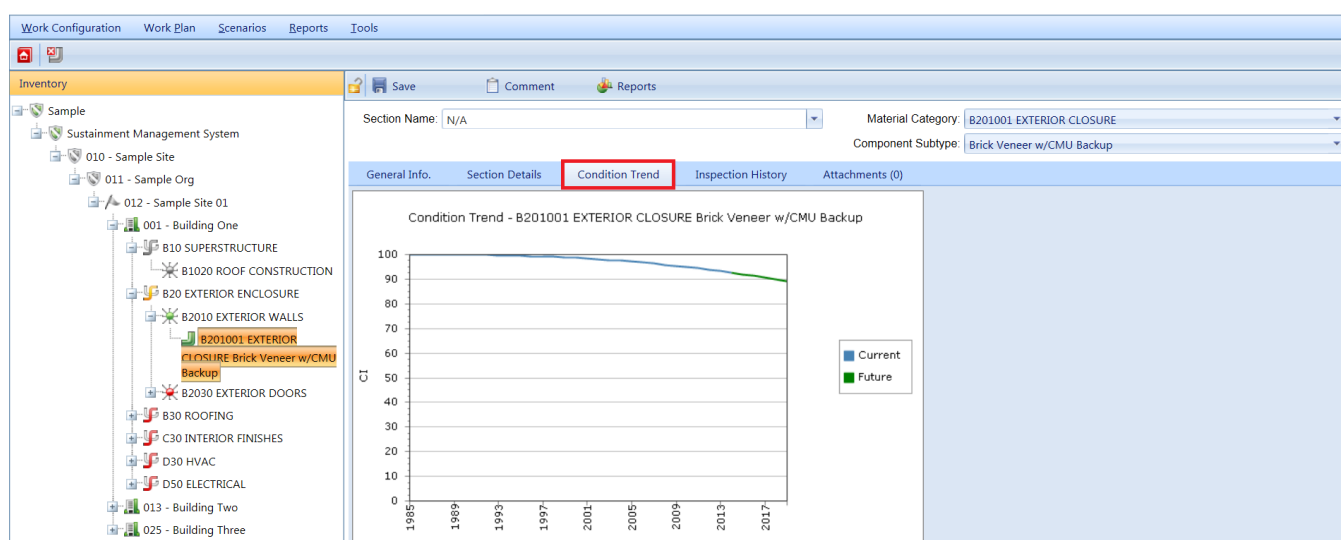 Work Configuration Work Plan Scenarios Reports Tools
Inventory
Save Comment Reports
Sample
Sustainment Management System
010 - Sample Site
011 - Sample Org
012 - Sample Site 01
001 - Building One
B10 SUPERSTRUCTURE
B1020 ROOF CONSTRUCTION
B20 EXTERIOR ENCLOSURE
B2010 EXTERIOR WALLS
B201001 EXTERIOR
CLOSURE Brick Veneer w/CMU
Backup
B2030 EXTERIOR DOORS
B30 ROOFING
C30 INTERIOR FINISHES
D30 HVAC
D50 ELECTRICAL
013 - Building Two
025 - Building Three
Section Name: N/A
Material Category: B201001 EXTERIOR CLOSURE
Component Subtype: Brick Veneer w/CMU Backup
General Info. Section Details Condition Trend Inspection History Attachments (0)
Condition Trend - B201001 EXTERIOR CLOSURE Brick Veneer w/CMU Backup
100
90
80
70
60
50
40
30
20
10
0
CI
1985
1989
1993
1997
2001
2005
2009
2013
2017
Current
Future